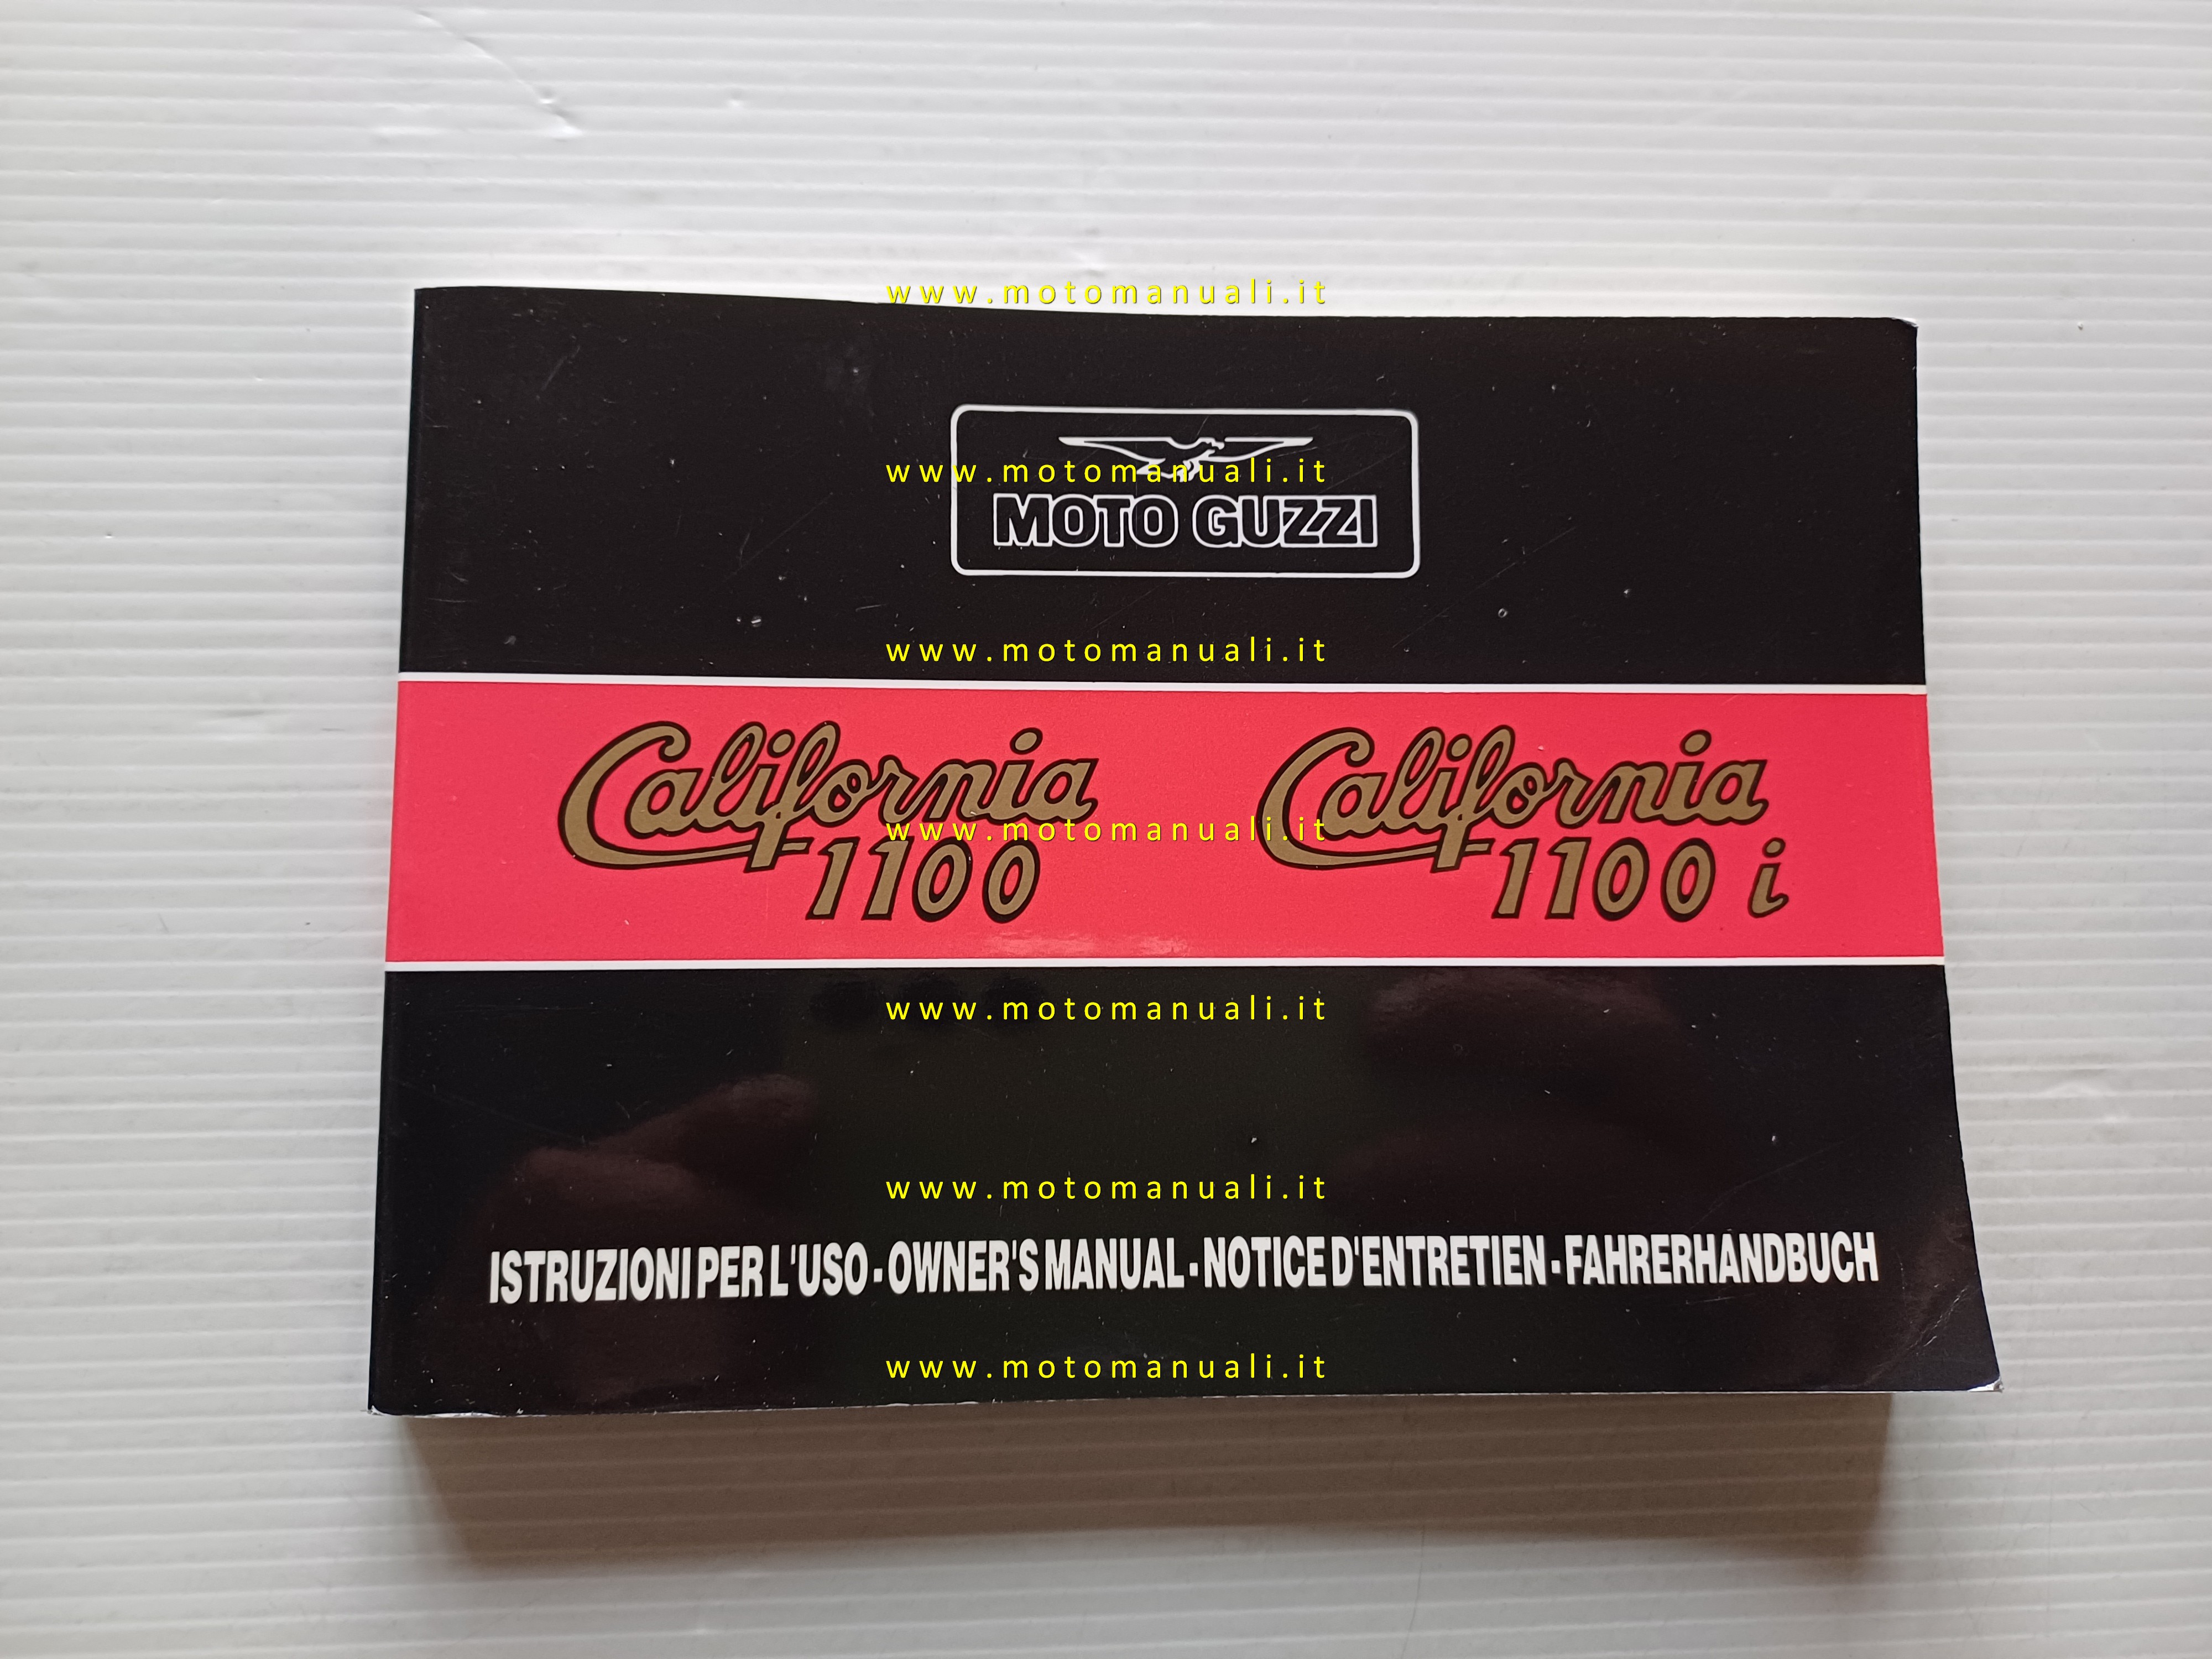 www.motomanuali.it
www.motomanuali.it
MOTO GUZZI
www.motomanuali.it
California California
www.motomanuali.it
1100 1100 i
www.motomanuali.it
www.motomanuali.it
ISTRUZIONI PER L'USO - OWNER'S MANUAL - NOTICE D'ENTRETIEN - FAHRERHANDBUCH
www.motomanuali.it